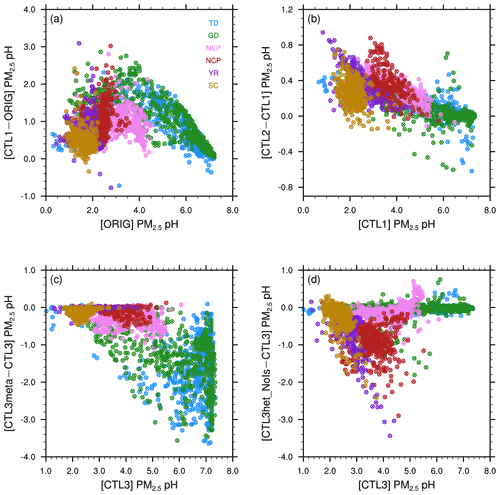 (a)
TD
GD
NEP
NCP
YR
SC
4.0
3.0
2.0
1.0
0.0
-1.0
[CTL1−ORIG] PM2.5 pH
0.0 2.0 4.0 6.0 8.0
[ORIG] PM2.5 pH
(b)
1.2
0.8
0.4
0.0
-0.4
-0.8
[CTL2−CTL1] PM2.5 pH
0.0 2.0 4.0 6.0 8.0
[CTL1] PM2.5 pH
(c)
1.0
0.0
-1.0
-2.0
-3.0
-4.0
[CTL3meta−CTL3] PM2.5 pH
1.0 2.0 3.0 4.0 5.0 6.0 7.0 8.0
[CTL3] PM2.5 pH
(d)
1.0
0.0
-1.0
-2.0
-3.0
-4.0
[CTL3het_NoIs−CTL3] PM2.5 pH
1.0 2.0 3.0 4.0 5.0 6.0 7.0 8.0
[CTL3] PM2.5 pH